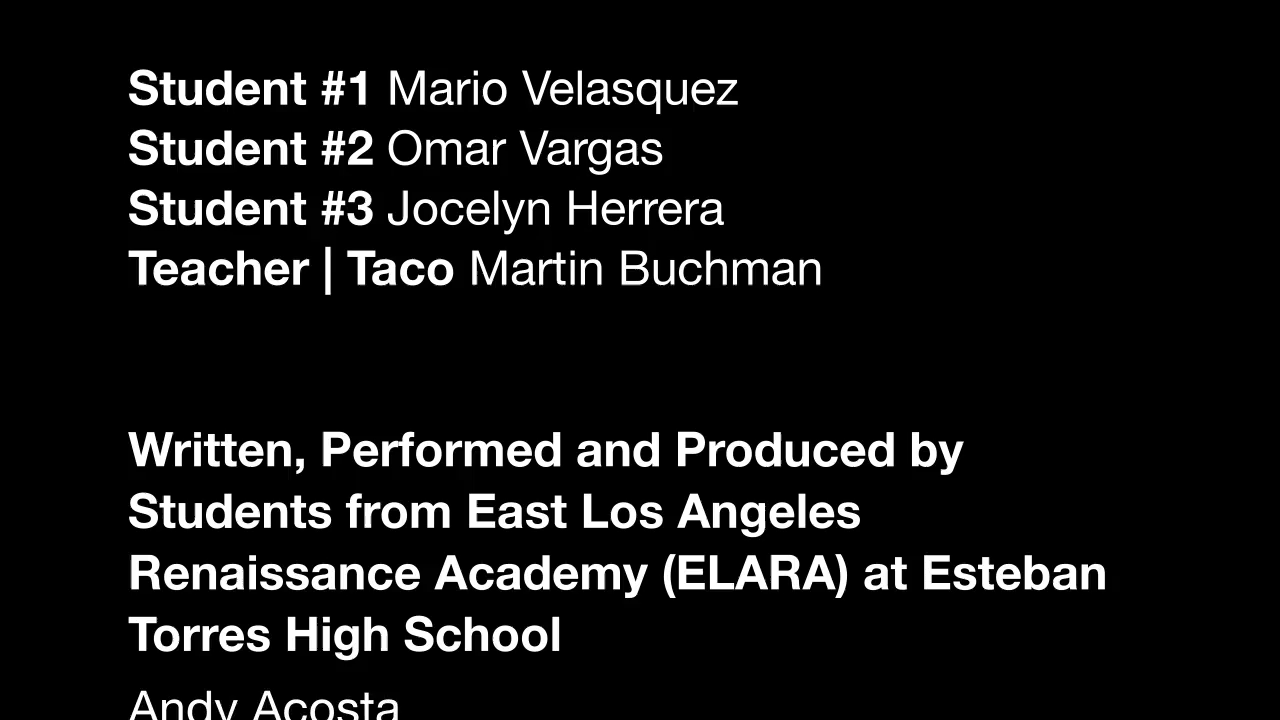 Student #1 Mario Velasquez
Student #2 Omar Vargas
Student #3 Jocelyn Herrera
Teacher | Taco Martin Buchman
Written, Performed and Produced by
Students from East Los Angeles
Renaissance Academy (ELARA) at Esteban
Torres High School
Andy Acosta